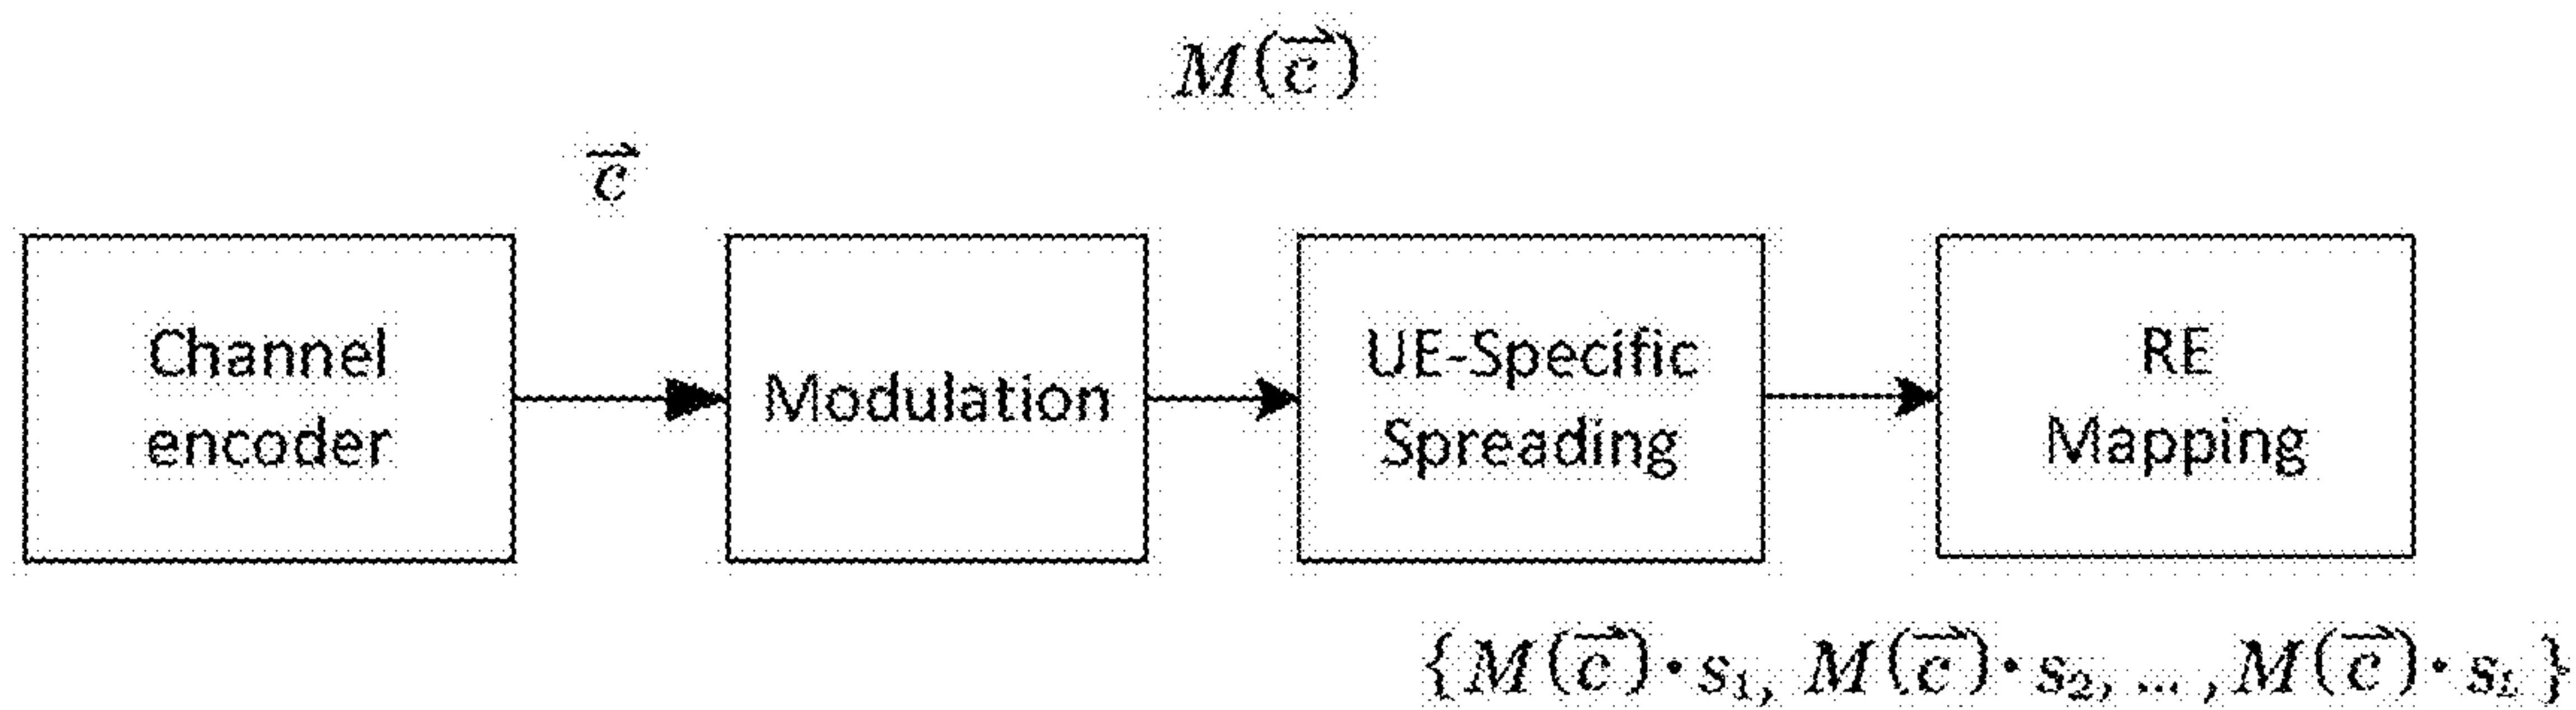 M(c⃗)
c⃗
Channel
encoder
Modulation
UE-Specific
Spreading
RE
Mapping
{M(c⃗)·s₁, M(c⃗)·s₂, ... ,M(c⃗)·s_L}